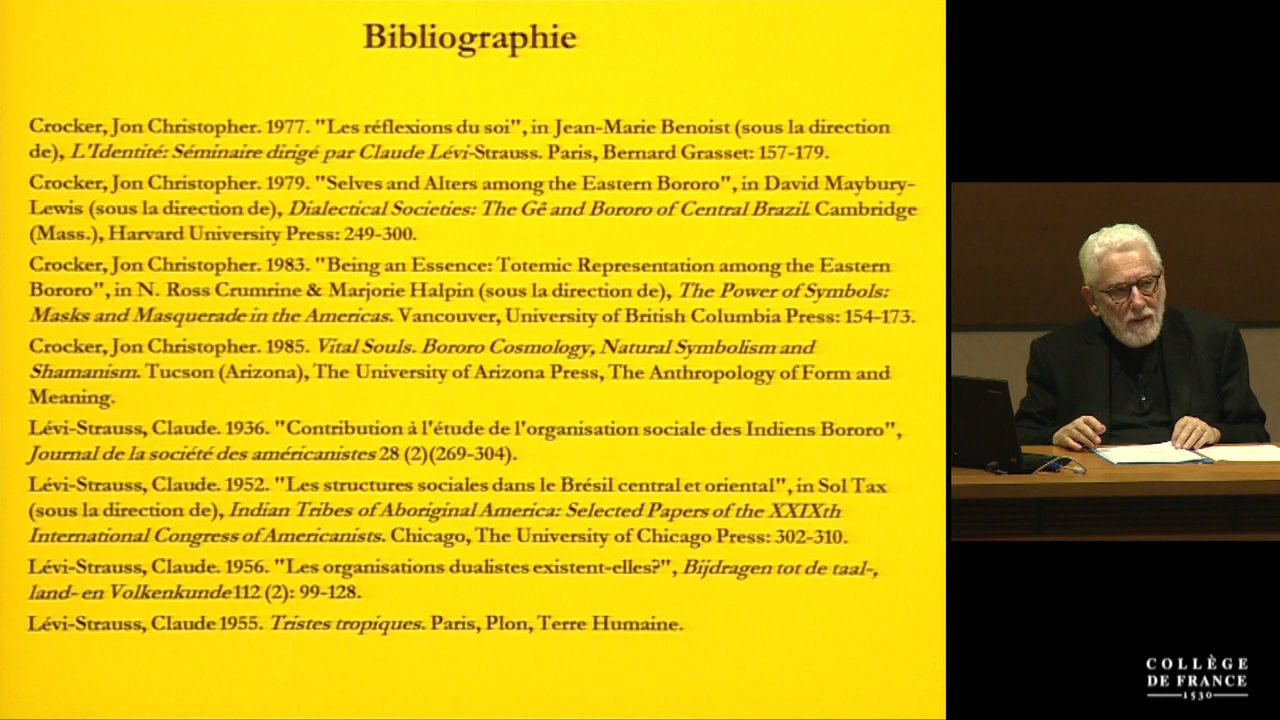 Bibliographie
Crocker, Jon Christopher. 1977. "Les réflexions du soi", in Jean-Marie Benoist (sous la direction
de), L'Identité: Séminaire dirigé par Claude Lévi-Strauss. Paris, Bernard Grasset: 157-179.
Crocker, Jon Christopher. 1979. "Selves and Alters among the Eastern Bororo", in David Maybury-
Lewis (sous la direction de), Dialectical Societies: The Gê and Bororo of Central Brazil. Cambridge
(Mass.), Harvard University Press: 249-300.
Crocker, Jon Christopher. 1983. "Being an Essence: Totemic Representation among the Eastern
Bororo", in N. Ross Crumrine & Marjorie Halpin (sous la direction de), The Power of Symbols:
Masks and Masquerade in the Americas. Vancouver, University of British Columbia Press: 154-173.
Crocker, Jon Christopher. 1985. Vital Souls. Bororo Cosmology, Natural Symbolism and
Shamanism. Tucson (Arizona), The University of Arizona Press, The Anthropology of Form and
Meaning.
Lévi-Strauss, Claude. 1936. "Contribution à l'étude de l'organisation sociale des Indiens Bororo",
Journal de la société des américanistes 28 (2)(269-304).
Lévi-Strauss, Claude. 1952. "Les structures sociales dans le Brésil central et oriental", in Sol Tax
(sous la direction de), Indian Tribes of Aboriginal America: Selected Papers of the XXIXth
International Congress of Americanists. Chicago, The University of Chicago Press: 302-310.
Lévi-Strauss, Claude. 1956. "Les organisations dualistes existent-elles?", Bijdragen tot de taal-,
land- en Volkenkunde 112 (2): 99-128.
Lévi-Strauss, Claude 1955. Tristes tropiques. Paris, Plon, Terre Humaine.
COLLÈGE
DE FRANCE
1530